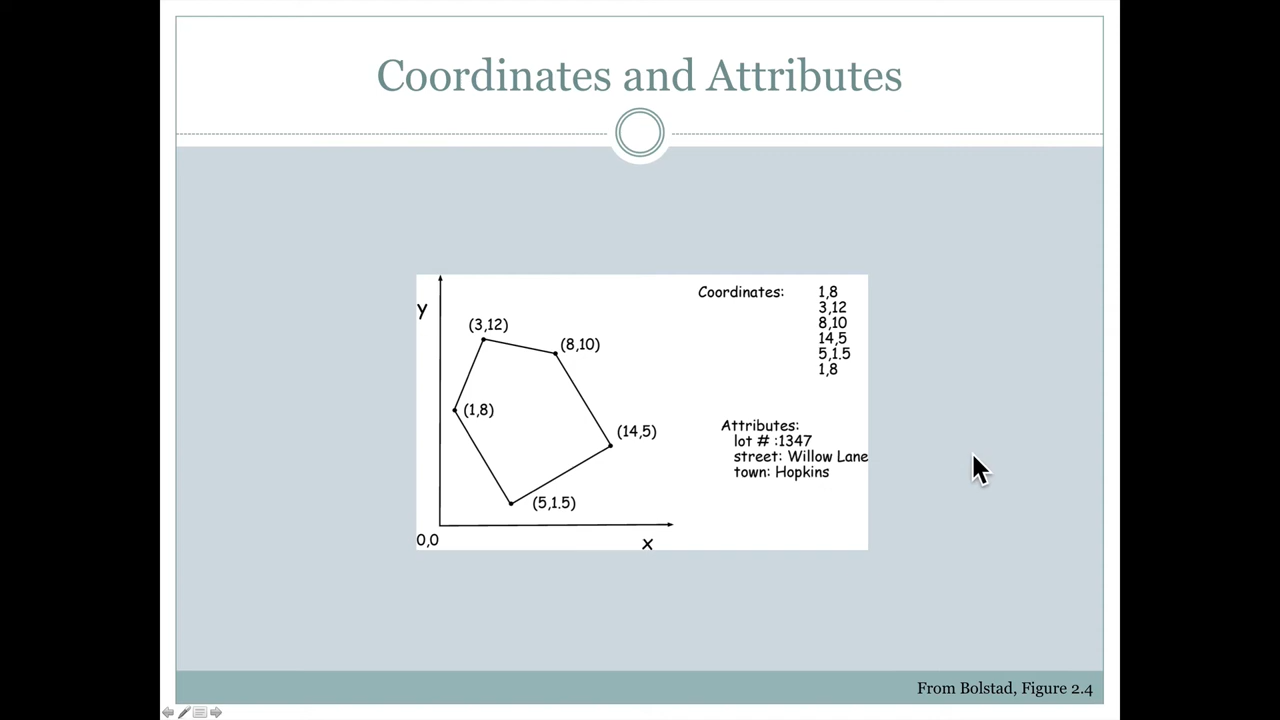 Coordinates and Attributes
y
(3,12)
(8,10)
(1,8)
(14,5)
(5,1.5)
0,0
x
Coordinates: 1,8
3,12
8,10
14,5
5,1.5
1,8
Attributes:
lot # :1347
street: Willow Lane
town: Hopkins
From Bolstad, Figure 2.4